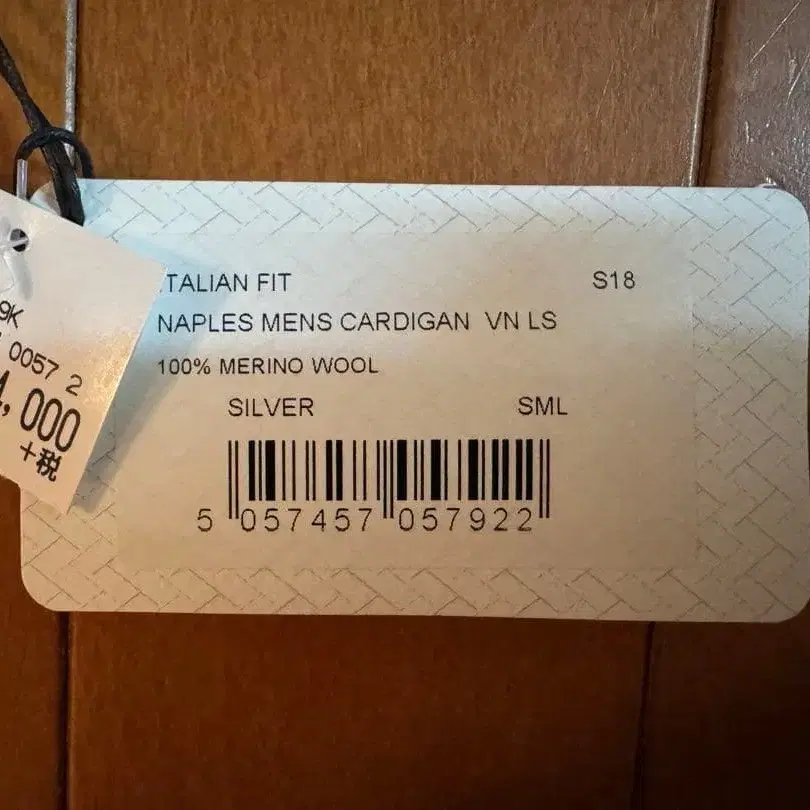 TALIAN FIT S18
NAPLES MENS CARDIGAN VN LS
100% MERINO WOOL
SILVER SML
5 057457 057922
9K
0057 2
,000
+税